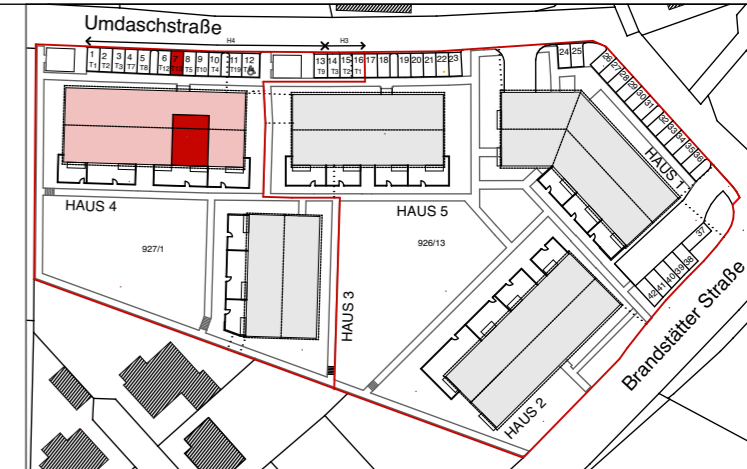 Umdaschstraße
H4
H3
1 2 3 4 5 6 7 8 9 10 11 12
T1 T2 T3 T7 T8 T12 T13 T5 T10 T4 T19
13 14 15 16 17 18 19 20 21 22 23
T9 T3 T2 T1
24 25
26 27 28 29 30 31 32 33 34 35 36
HAUS 1
HAUS 4
HAUS 5
927/1
926/13
37
42 41 40 39 38
HAUS 3
HAUS 2
Brandstätter Straße